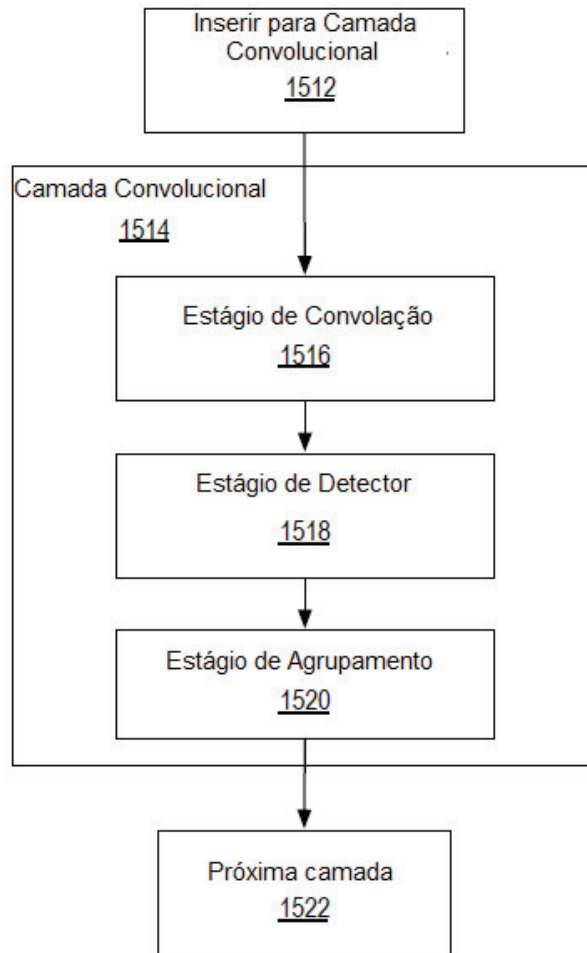 Inserir para Camada
Convolucional
1512
Camada Convolucional
1514
Estágio de Convolação
1516
Estágio de Detector
1518
Estágio de Agrupamento
1520
Próxima camada
1522